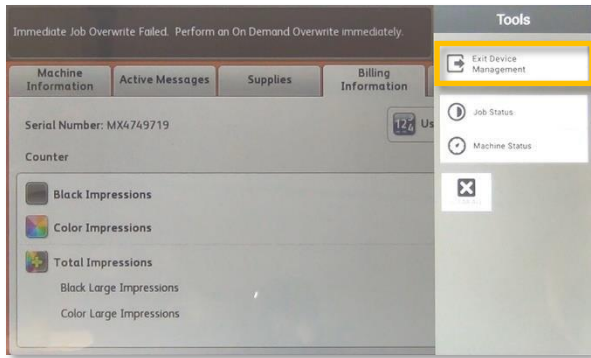 Immediate Job Overwrite Failed. Perform an On Demand Overwrite immediately.
Tools
Exit Device
Management
Job Status
Machine Status
Machine
Information
Active Messages
Supplies
Billing
Information
Serial Number: MX4749719
Us
Counter
Black Impressions
Color Impressions
Total Impressions
Black Large Impressions
Color Large Impressions